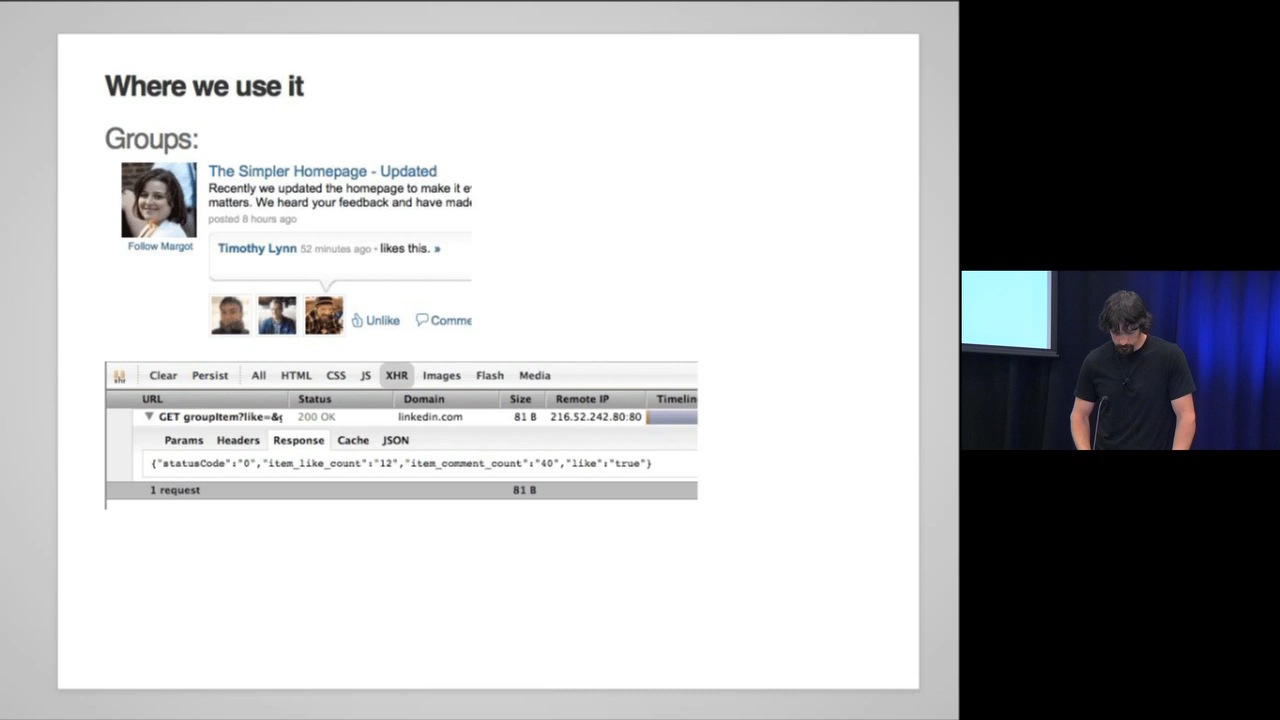 Where we use it
Groups:
The Simpler Homepage - Updated
Recently we updated the homepage to make it
matters. We heard your feedback and have made
posted 8 hours ago
Follow Margot
Timothy Lynn 52 minutes ago • likes this. »
Unlike Comme
xhr Clear Persist All HTML CSS JS XHR Images Flash Media
URL Status Domain Size Remote IP Timelin
GET groupItem?like=& 200 OK linkedin.com 81 B 216.52.242.80:80
Params Headers Response Cache JSON
{"statusCode":"0","item_like_count":"12","item_comment_count":"40","like":"true"}
1 request 81 B